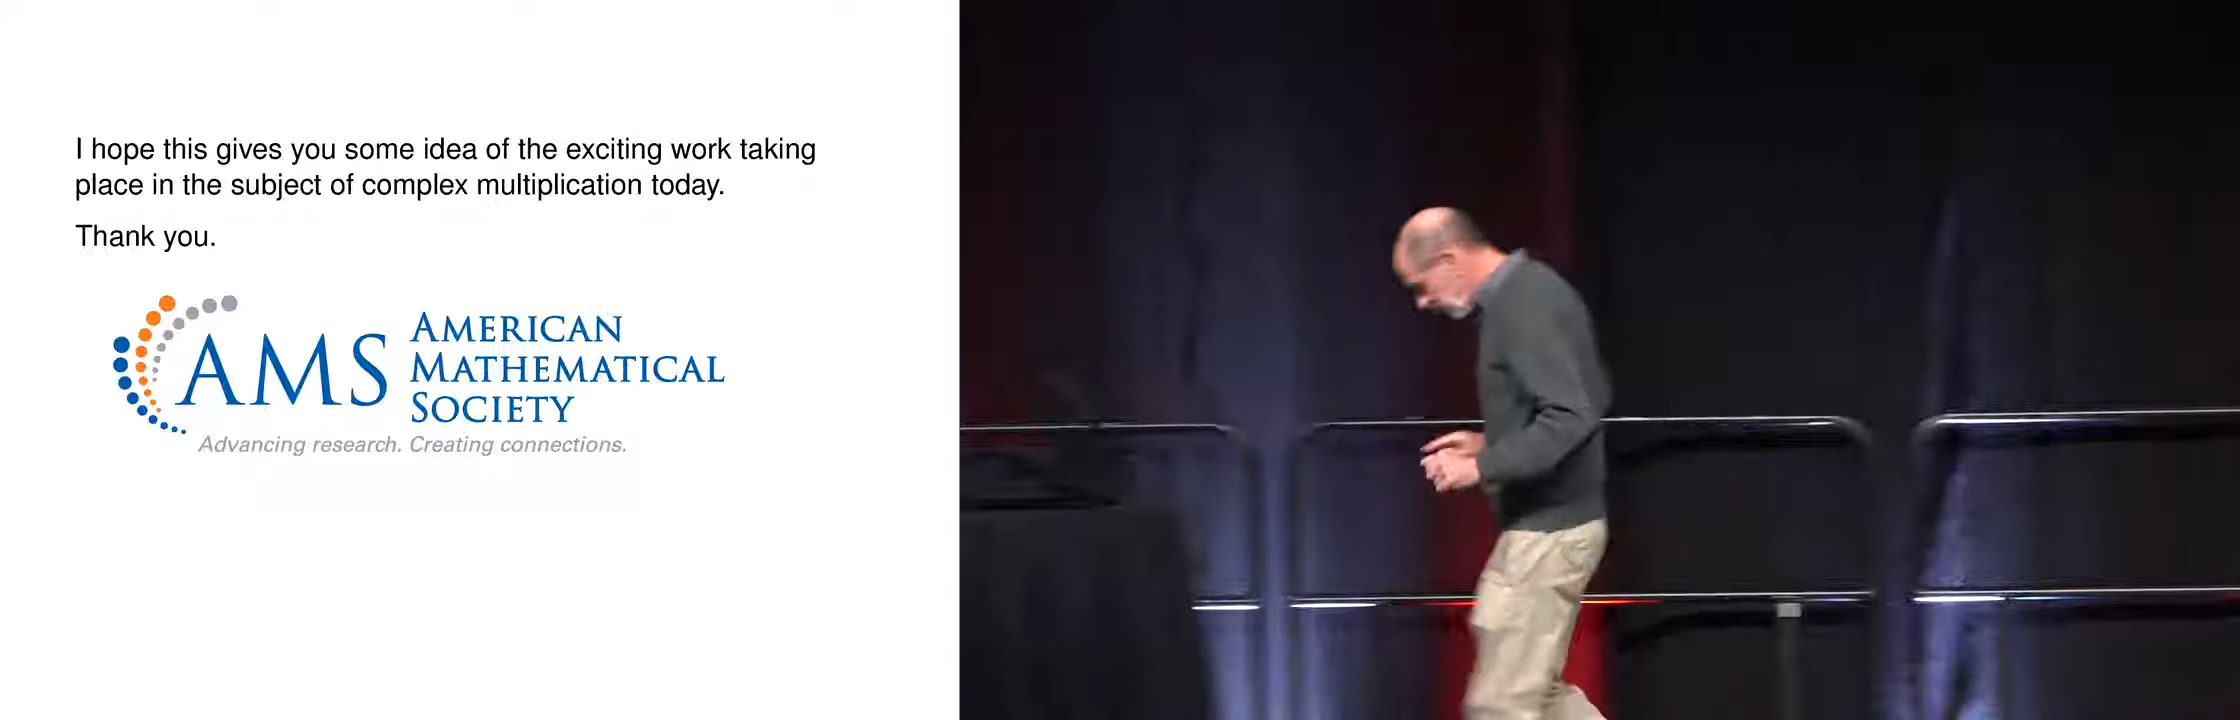 I hope this gives you some idea of the exciting work taking
place in the subject of complex multiplication today.
Thank you.
AMS
AMERICAN
MATHEMATICAL
SOCIETY
Advancing research. Creating connections.